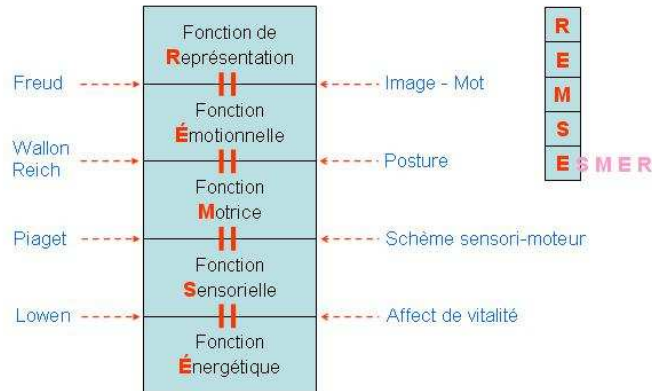 Fonction de
Représentation
Freud
Image - Mot
Fonction
Émotionnelle
Wallon
Reich
Posture
Fonction
Motrice
Piaget
Schème sensori-moteur
Fonction
Sensorielle
Lowen
Affect de vitalité
Fonction
Énergétique
R
E
M
S
E S M E R